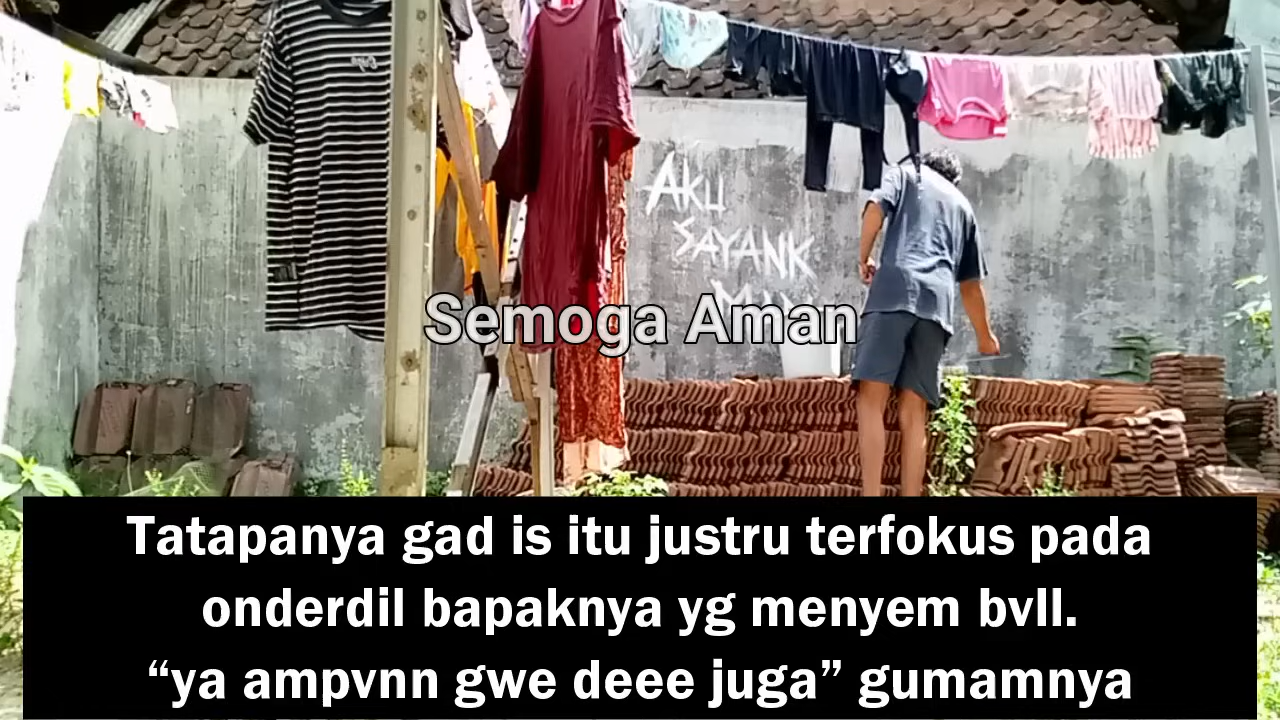 AKU
SAYANK
Semoga Aman
Tatapanya gad is itu justru terfokus pada
onderdil bapaknya yg menyem bvll.
“ya ampvnn gwe deee juga” gumamnya